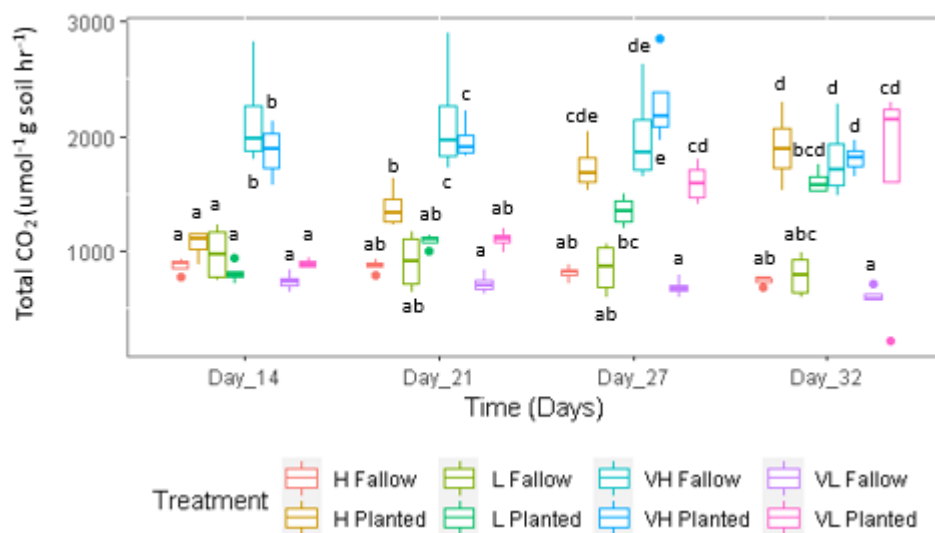 3000
2000
1000
Total CO₂ (umol⁻¹ g soil hr⁻¹)
a a a a b b a a
ab b ab ab c c a ab
ab cde ab bc de e a cd
ab d abc bcd d d a cd
Day_14 Day_21 Day_27 Day_32
Time (Days)
Treatment
H Fallow L Fallow VH Fallow VL Fallow
H Planted L Planted VH Planted VL Planted